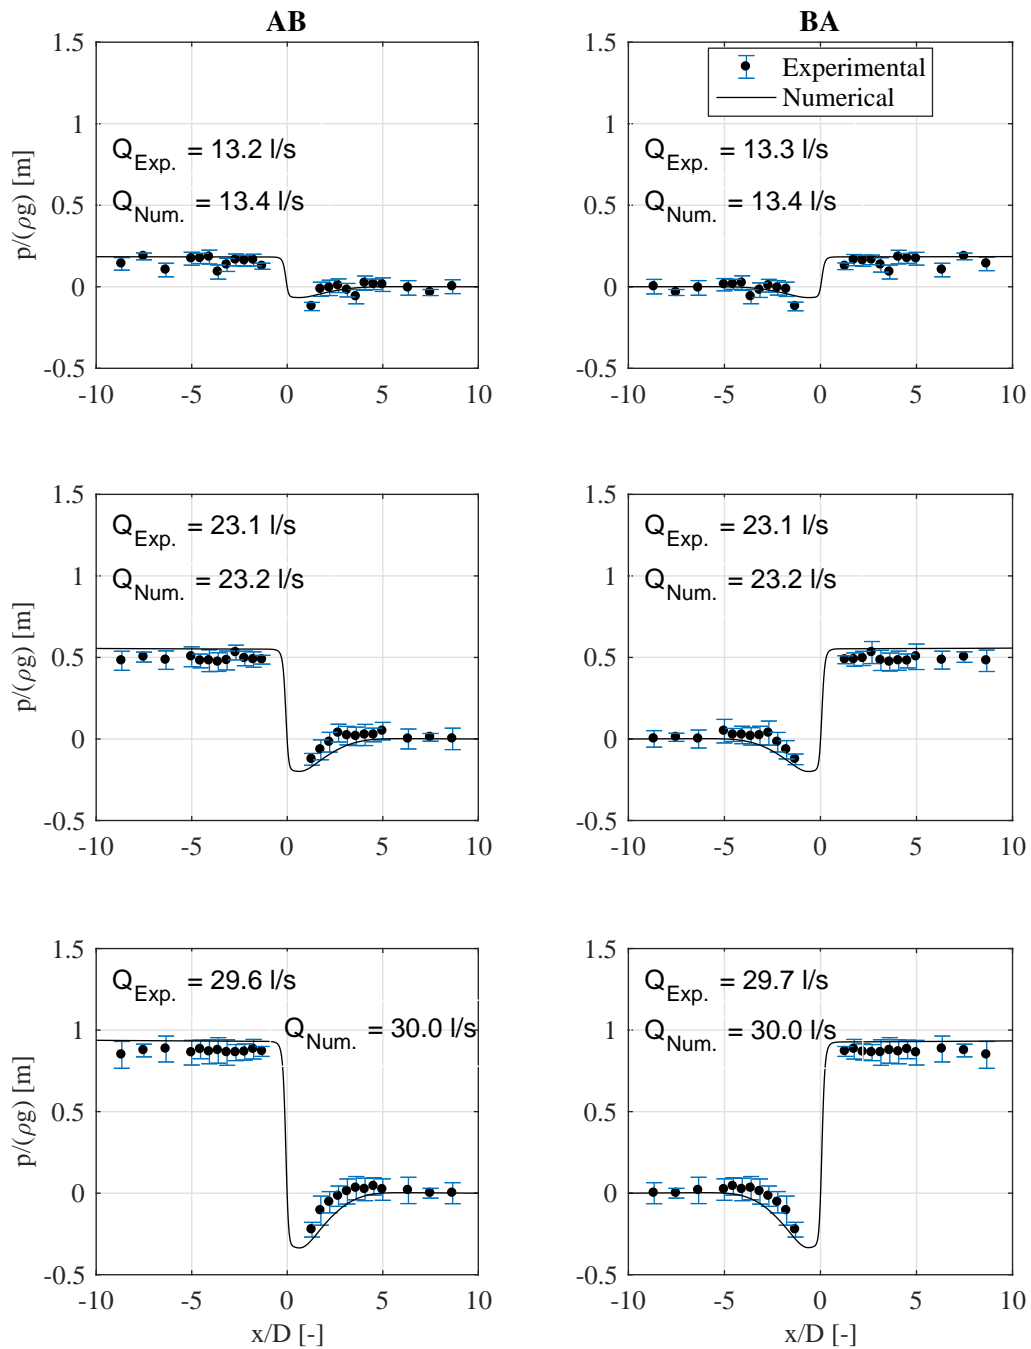 AB
BA
1.5
1
0.5
0
-0.5
p/(ρg) [m]
Q_Exp. = 13.2 l/s
Q_Num. = 13.4 l/s
-10 -5 0 5 10
1.5
1
0.5
0
-0.5
Experimental
Numerical
Q_Exp. = 13.3 l/s
Q_Num. = 13.4 l/s
-10 -5 0 5 10
1.5
1
0.5
0
-0.5
p/(ρg) [m]
Q_Exp. = 23.1 l/s
Q_Num. = 23.2 l/s
-10 -5 0 5 10
1.5
1
0.5
0
-0.5
Q_Exp. = 23.1 l/s
Q_Num. = 23.2 l/s
-10 -5 0 5 10
1.5
1
0.5
0
-0.5
p/(ρg) [m]
Q_Exp. = 29.6 l/s
Q_Num. = 30.0 l/s
-10 -5 0 5 10
x/D [-]
1.5
1
0.5
0
-0.5
Q_Exp. = 29.7 l/s
Q_Num. = 30.0 l/s
-10 -5 0 5 10
x/D [-]